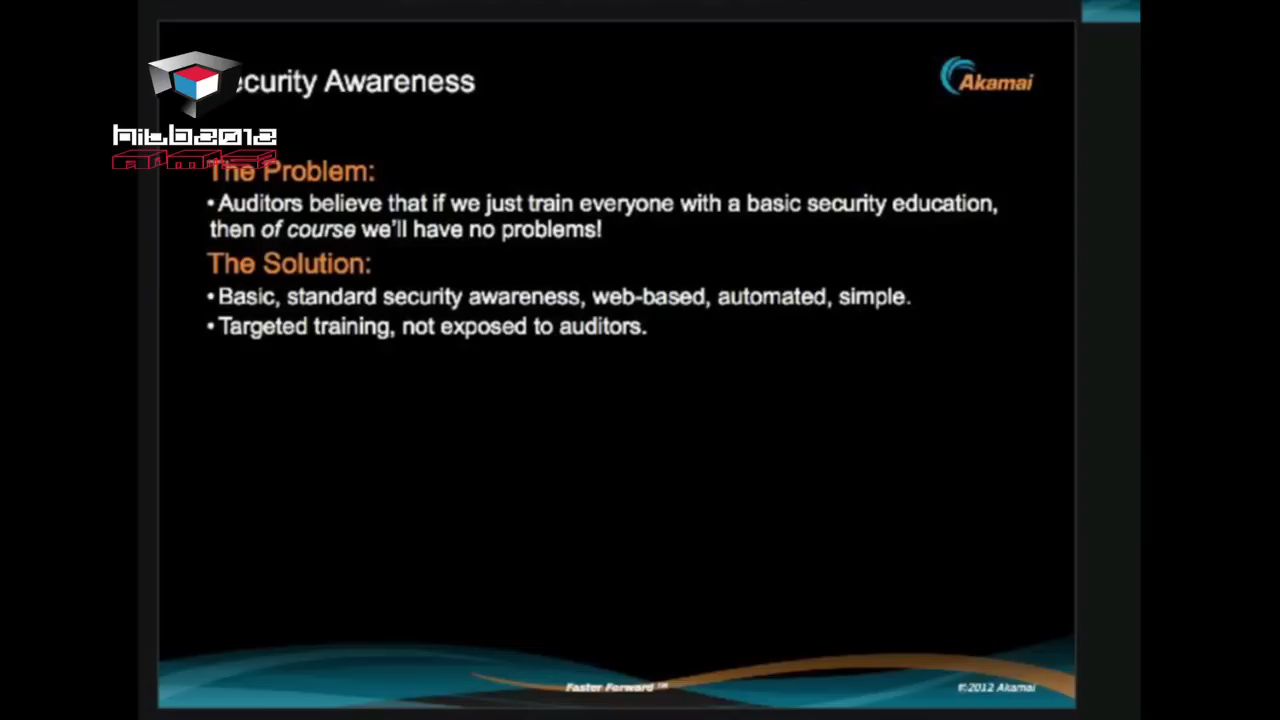 ecurity Awareness
Akamai
hitb2012
AMS
The Problem:
•Auditors believe that if we just train everyone with a basic security education,
then of course we'll have no problems!
The Solution:
•Basic, standard security awareness, web-based, automated, simple.
•Targeted training, not exposed to auditors.
Faster Forward™
©2012 Akamai